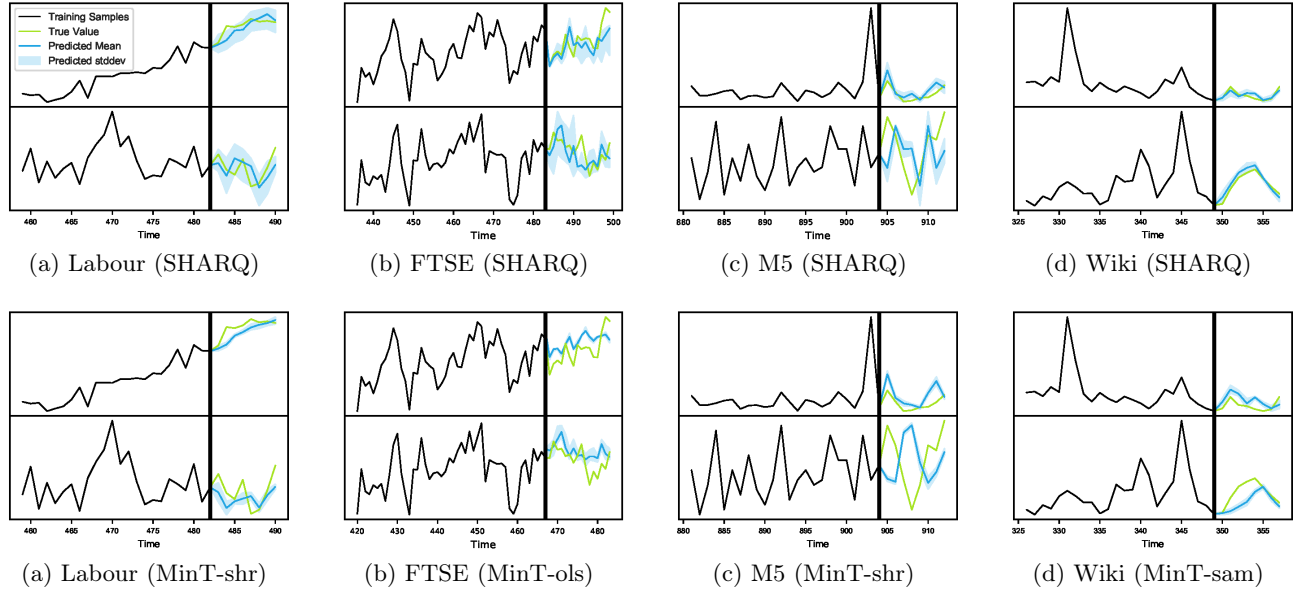 Training Samples
True Value
Predicted Mean
Predicted stddev
460 465 470 475 480 485 490
Time
440 450 460 470 480 490 500
Time
880 885 890 895 900 905 910
Time
325 330 335 340 345 350 355
Time
(a) Labour (SHARQ)
(b) FTSE (SHARQ)
(c) M5 (SHARQ)
(d) Wiki (SHARQ)
460 465 470 475 480 485 490
Time
420 430 440 450 460 470 480
Time
880 885 890 895 900 905 910
Time
325 330 335 340 345 350 355
Time
(a) Labour (MinT-shr)
(b) FTSE (MinT-ols)
(c) M5 (MinT-shr)
(d) Wiki (MinT-sam)